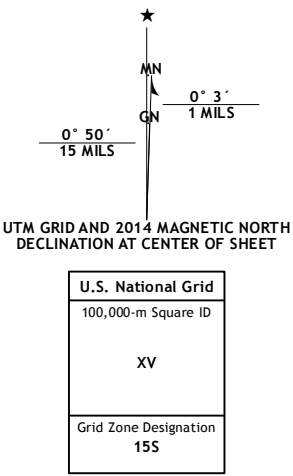 ★
MN
0° 3´
1 MILS
GN
0° 50´
15 MILS
UTM GRID AND 2014 MAGNETIC NORTH
DECLINATION AT CENTER OF SHEET
U.S. National Grid
100,000-m Square ID
XV
Grid Zone Designation
15S